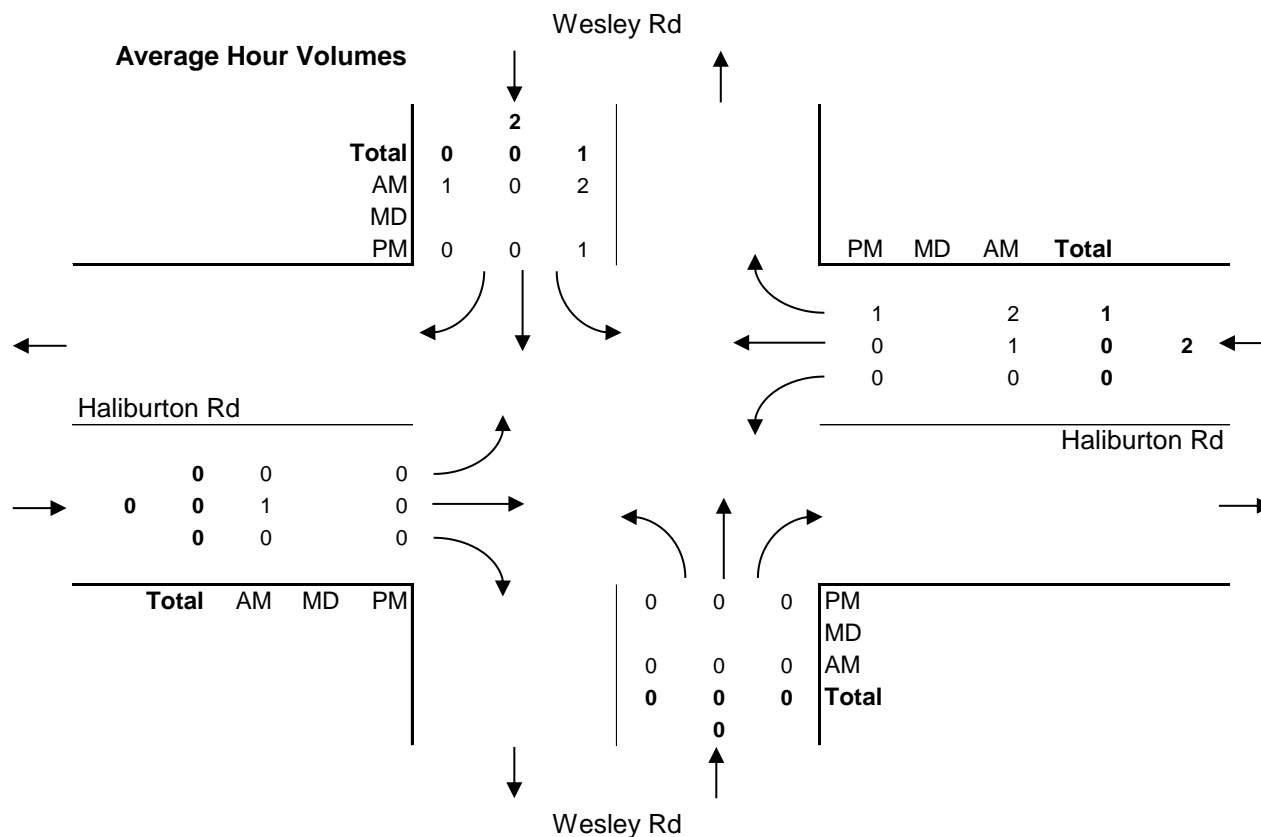 Wesley Rd
Average Hour Volumes
2
Total 0 0 1
AM 1 0 2
MD
PM 0 0 1
PM MD AM Total
1 2 1
0 1 0 2
0 0 0
Haliburton Rd
Haliburton Rd
0 0 0
0 0 1 0
0 0 0
Total AM MD PM
0 0 0 PM
MD
0 0 0 AM
0 0 0 Total
0
Wesley Rd